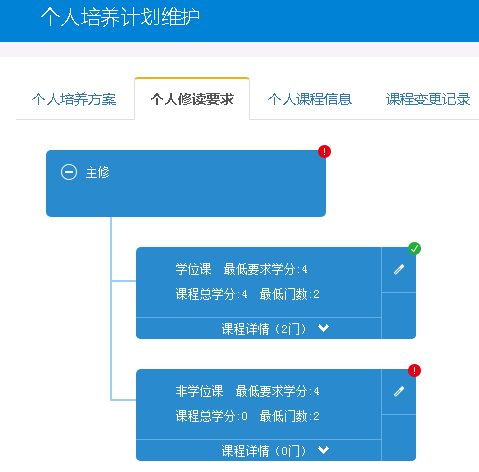 个人培养计划维护
个人培养方案 个人修读要求 个人课程信息 课程变更记录
主修
学位课 最低要求学分:4
课程总学分:4 最低门数:2
课程详情(2门)
非学位课 最低要求学分:4
课程总学分:0 最低门数:2
课程详情(0门)